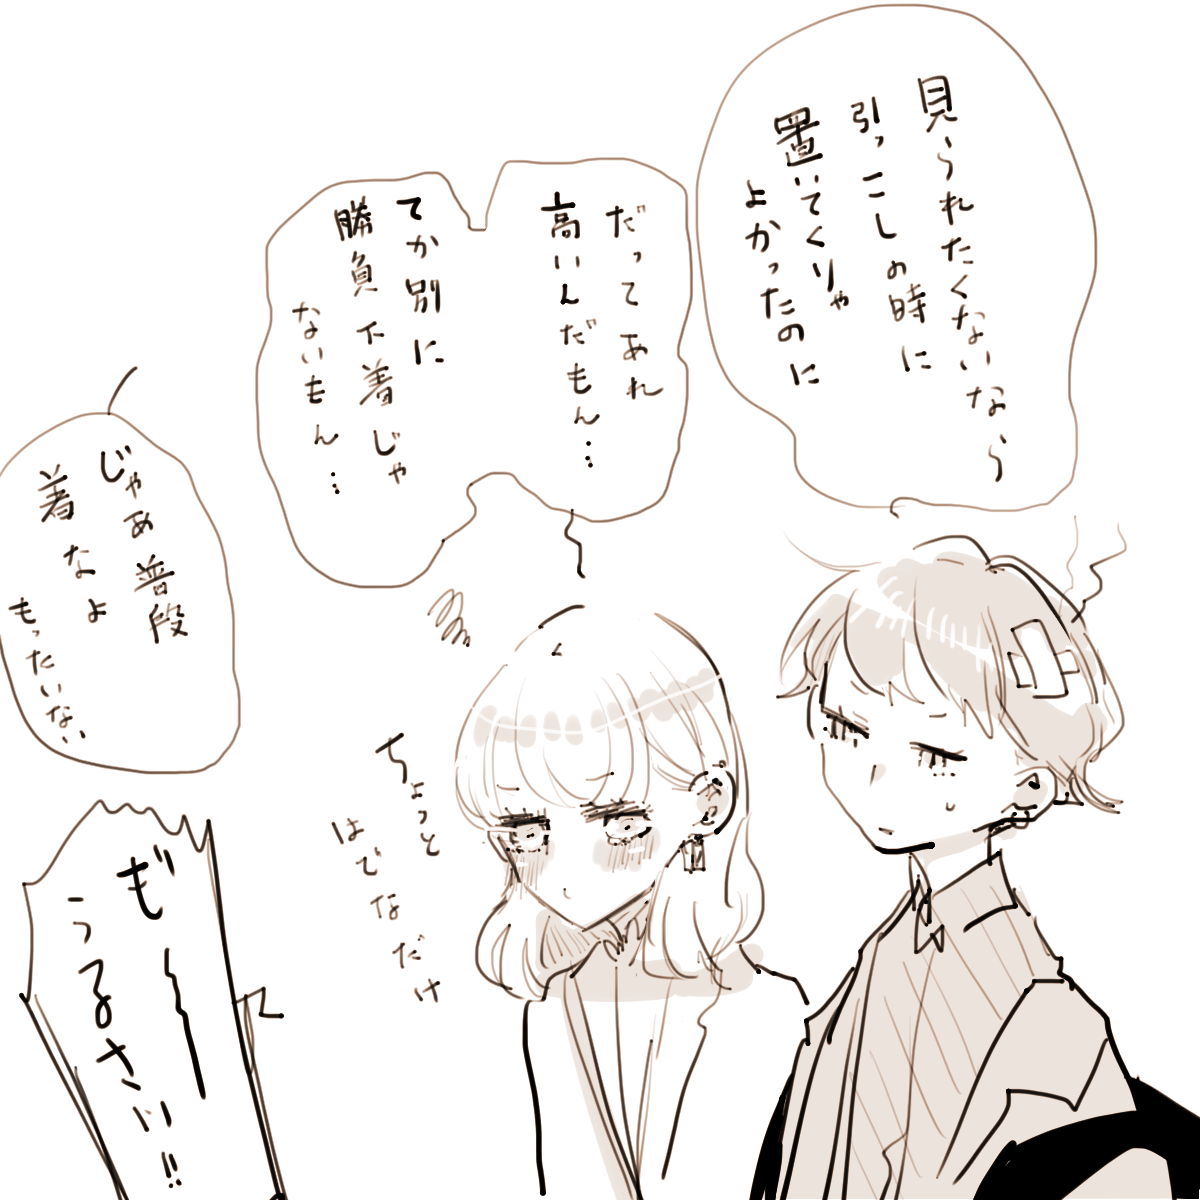 見られたくないなら
引っこしの時に
置いてくりゃ
よかったのに
だってあれ
高いんだもん…
てか別に
勝負下着じゃ
ないもん…
ちょっと
はでなだけ
じゃあ普段
着なよ
もったいない
も〜〜
うるさい!!